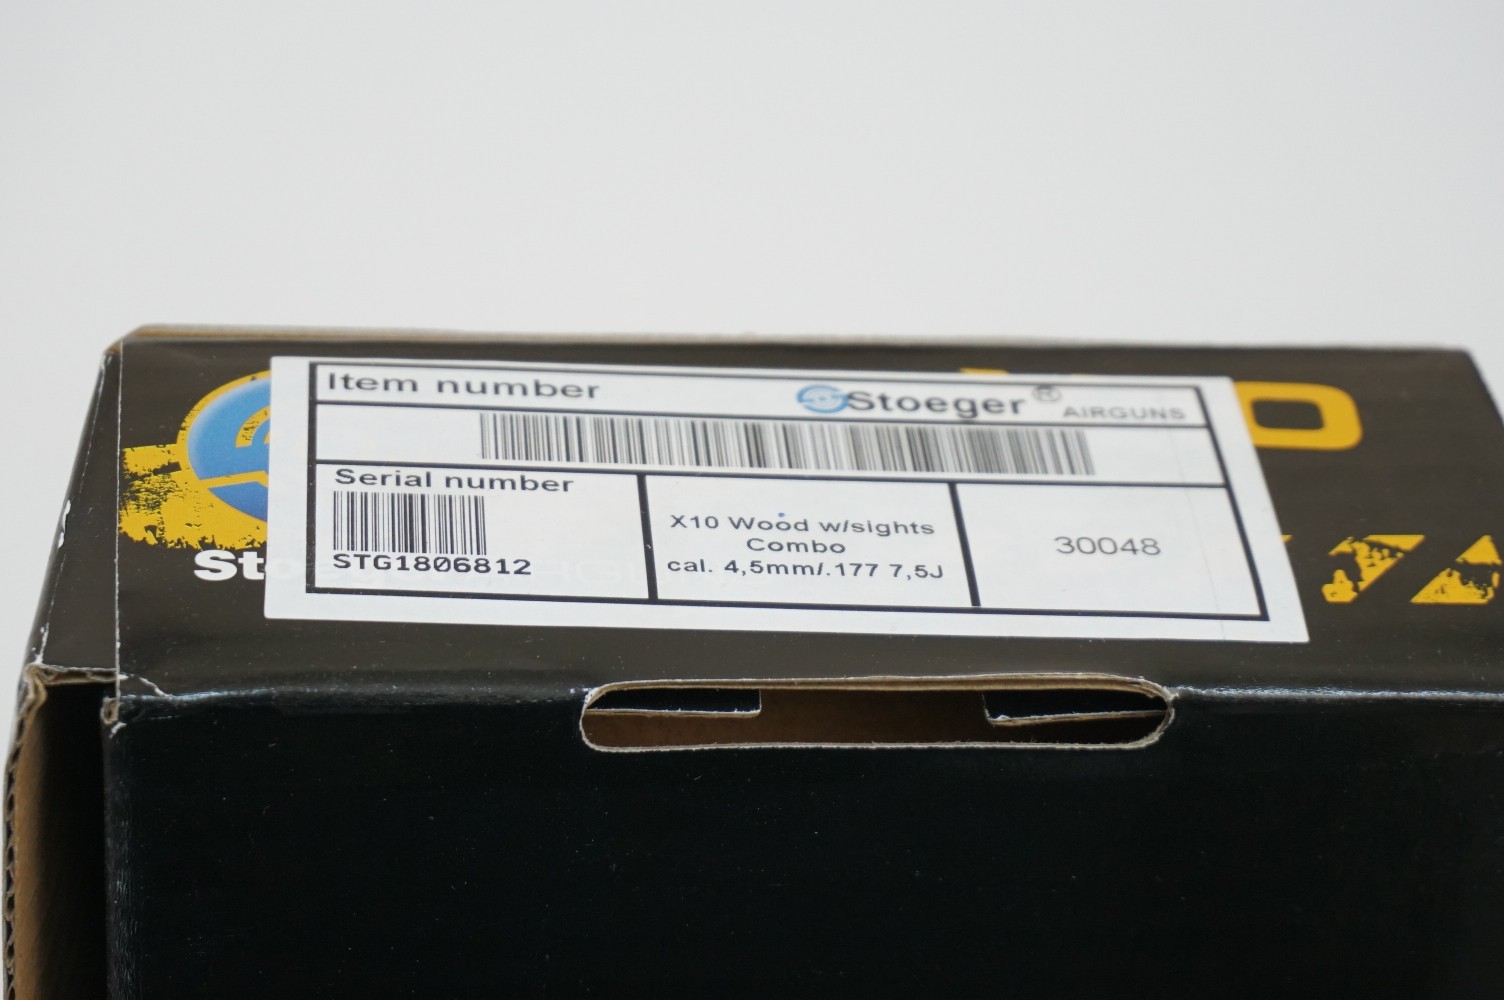 Item number
Stoeger® AIRGUNS
Serial number
STG1806812
X10 Wood w/sights
Combo
cal. 4,5mm/.177 7,5J
30048